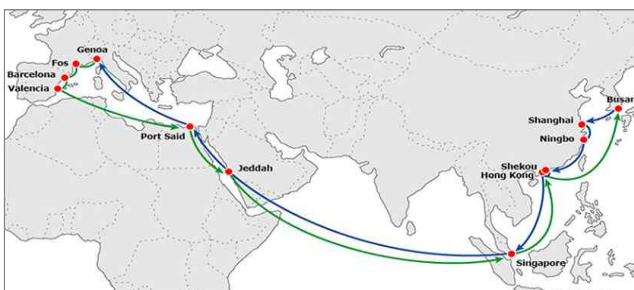 Genoa
Fos
Barcelona
Valencia
Port Said
Jeddah
Busan
Shanghai
Ningbo
Shekou
Hong Kong
Singapore